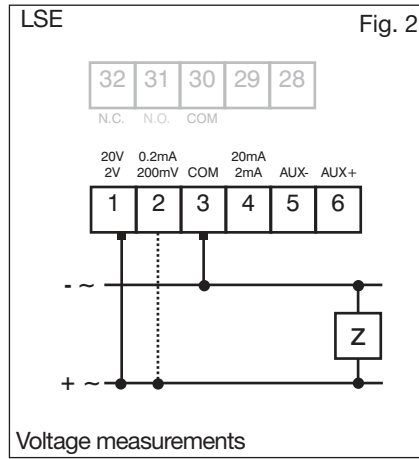 LSE Fig. 2
32 31 30 29 28
N.C. N.O. COM
20V 0.2mA 20mA
2V 200mV COM 2mA AUX- AUX+
1 2 3 4 5 6
- ~
Z
+ ~
Voltage measurements